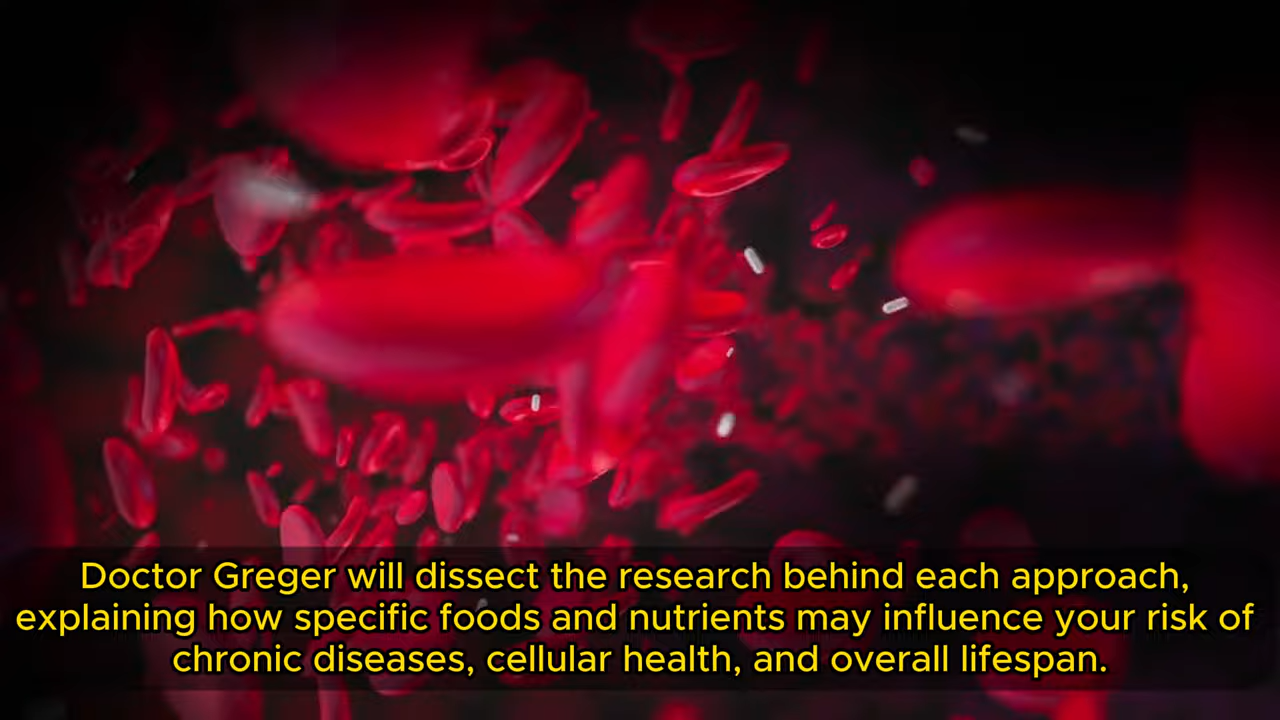 Doctor Greger will dissect the research behind each approach,
explaining how specific foods and nutrients may influence your risk of
chronic diseases, cellular health, and overall lifespan.